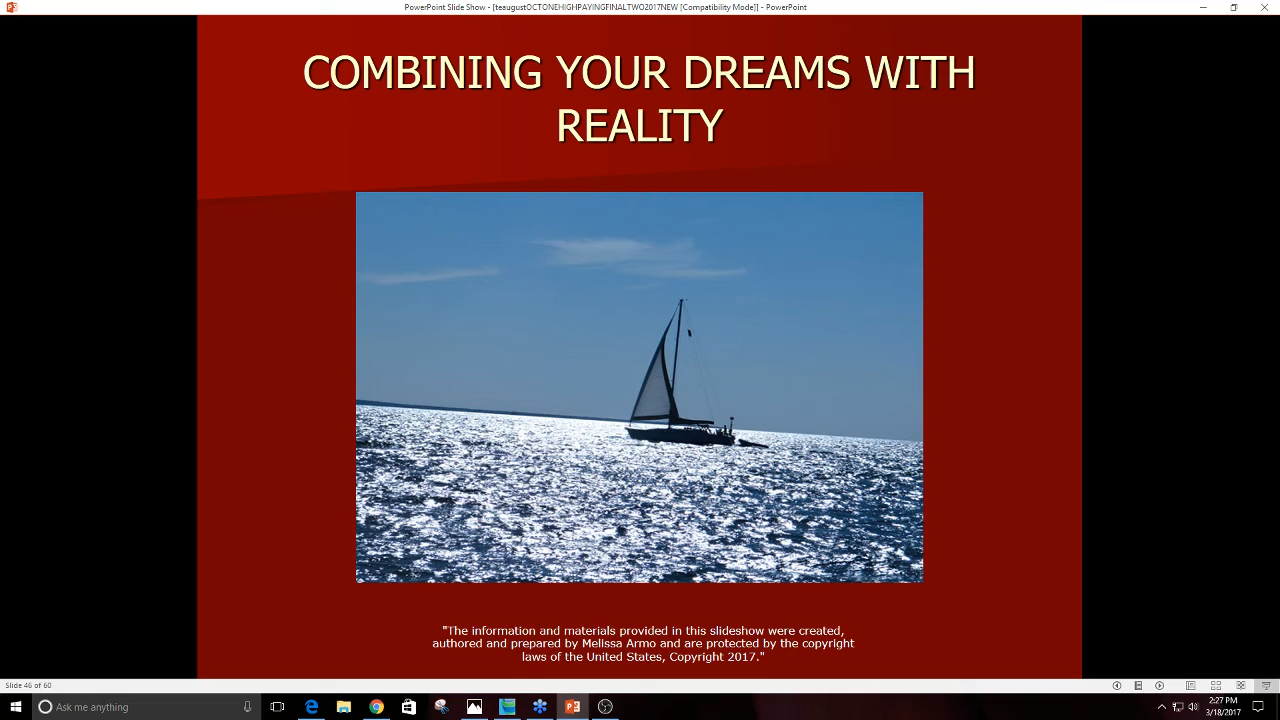 PowerPoint Slide Show - [teaugustOCTONEHIGHPAYINGFINALTWO2017NEW [Compatibility Mode]] - PowerPoint
COMBINING YOUR DREAMS WITH
REALITY
"The information and materials provided in this slideshow were created,
authored and prepared by Melissa Armo and are protected by the copyright
laws of the United States, Copyright 2017."
Slide 46 of 60
Ask me anything
2:27 PM
3/18/2017